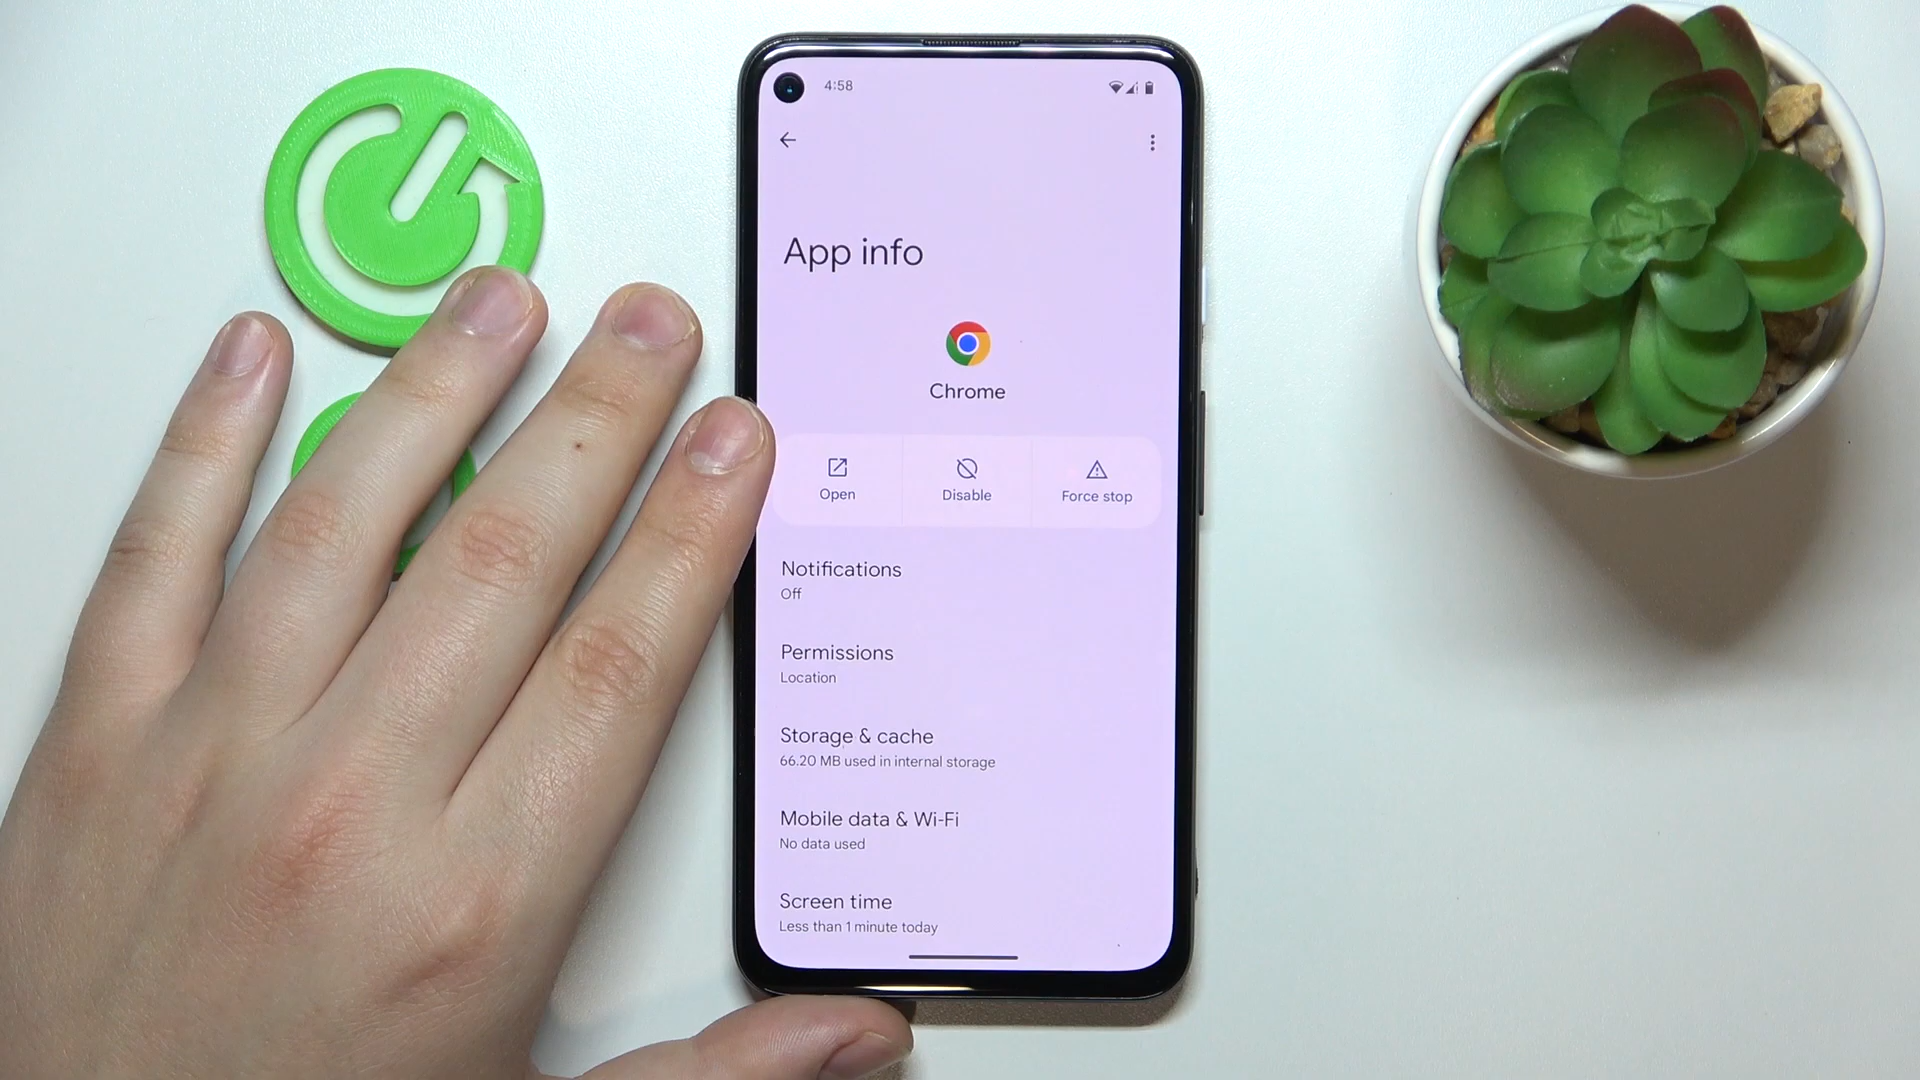 4:58
App info
Chrome
Open
Disable
Force stop
Notifications
Off
Permissions
Location
Storage & cache
66.20 MB used in internal storage
Mobile data & Wi-Fi
No data used
Screen time
Less than 1 minute today